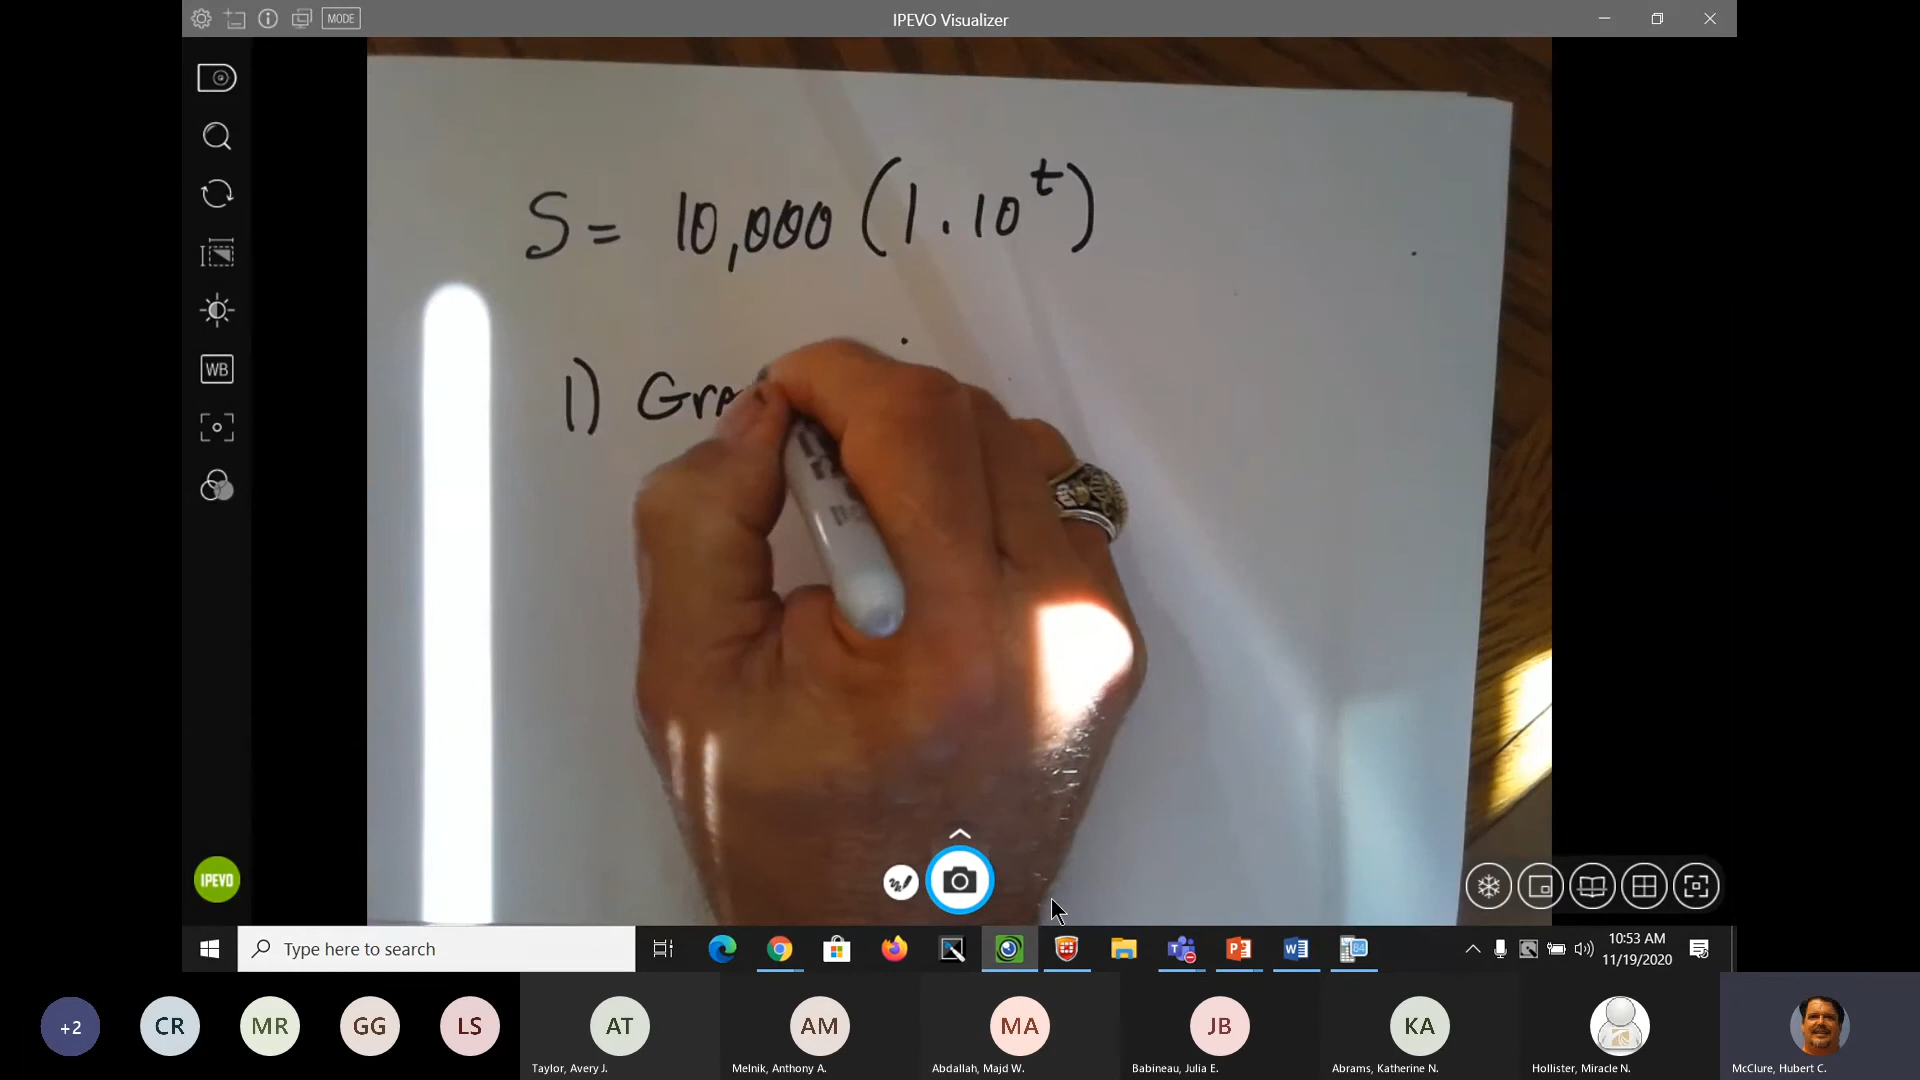 MODE
IPEVO Visualizer
S = 10,000 (1.10^t)
1) Gra
WB
IPEVO
Type here to search
10:53 AM
11/19/2020
+2 CR MR GG LS AT AM MA JB KA
Taylor, Avery J. Melnik, Anthony A. Abdallah, Majd W. Babineau, Julia E. Abrams, Katherine N. Hollister, Miracle N. McClure, Hubert C.